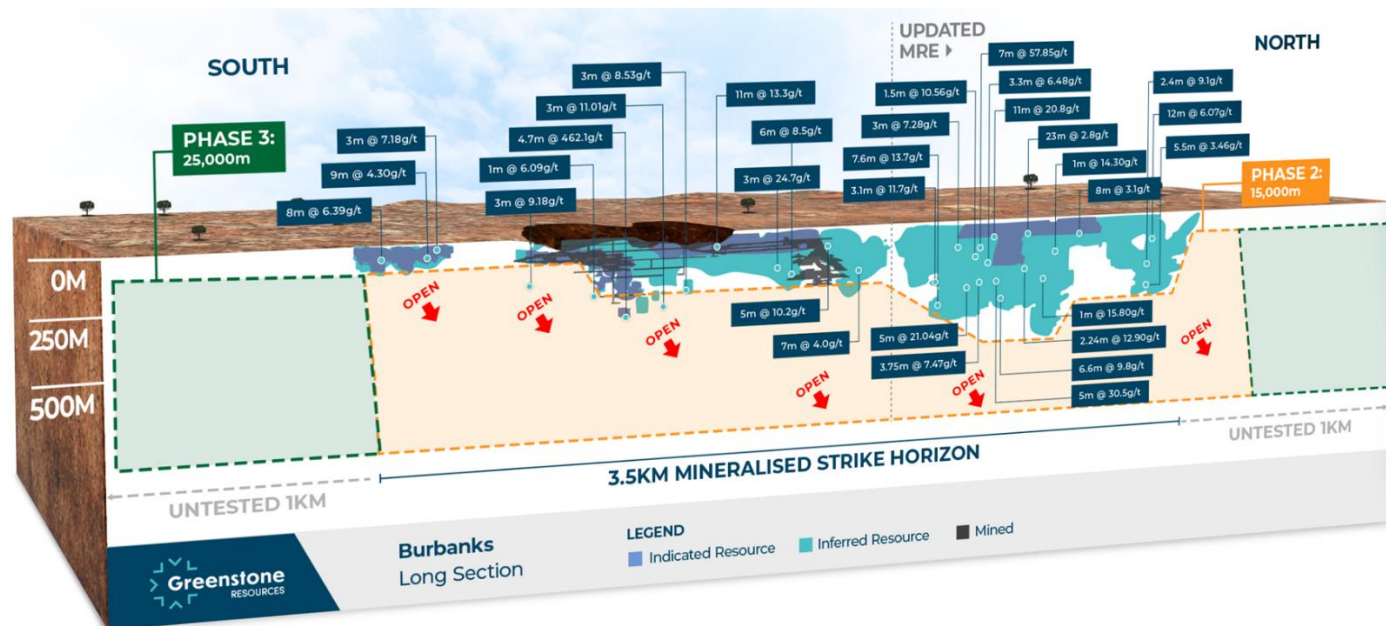 UPDATED
MRE ▶
SOUTH
NORTH
PHASE 3:
25,000m
3m @ 7.18g/t
9m @ 4.30g/t
8m @ 6.39g/t
3m @ 8.53g/t
3m @ 11.01g/t
4.7m @ 462.1g/t
1m @ 6.09g/t
3m @ 9.18g/t
11m @ 13.3g/t
6m @ 8.5g/t
3m @ 24.7g/t
7m @ 57.85g/t
3.3m @ 6.48g/t
1.5m @ 10.56g/t
11m @ 20.8g/t
3m @ 7.28g/t
23m @ 2.8g/t
7.6m @ 13.7g/t
1m @ 14.30g/t
3.1m @ 11.7g/t
8m @ 3.1g/t
2.4m @ 9.1g/t
12m @ 6.07g/t
5.5m @ 3.46g/t
PHASE 2:
15,000m
0M
250M
500M
OPEN
OPEN
OPEN
OPEN
OPEN
OPEN
5m @ 10.2g/t
7m @ 4.0g/t
5m @ 21.04g/t
3.75m @ 7.47g/t
1m @ 15.80g/t
2.24m @ 12.90g/t
6.6m @ 9.8g/t
5m @ 30.5g/t
UNTESTED 1KM
3.5KM MINERALISED STRIKE HORIZON
UNTESTED 1KM
Greenstone
RESOURCES
Burbanks
Long Section
LEGEND
Indicated Resource
Inferred Resource
Mined